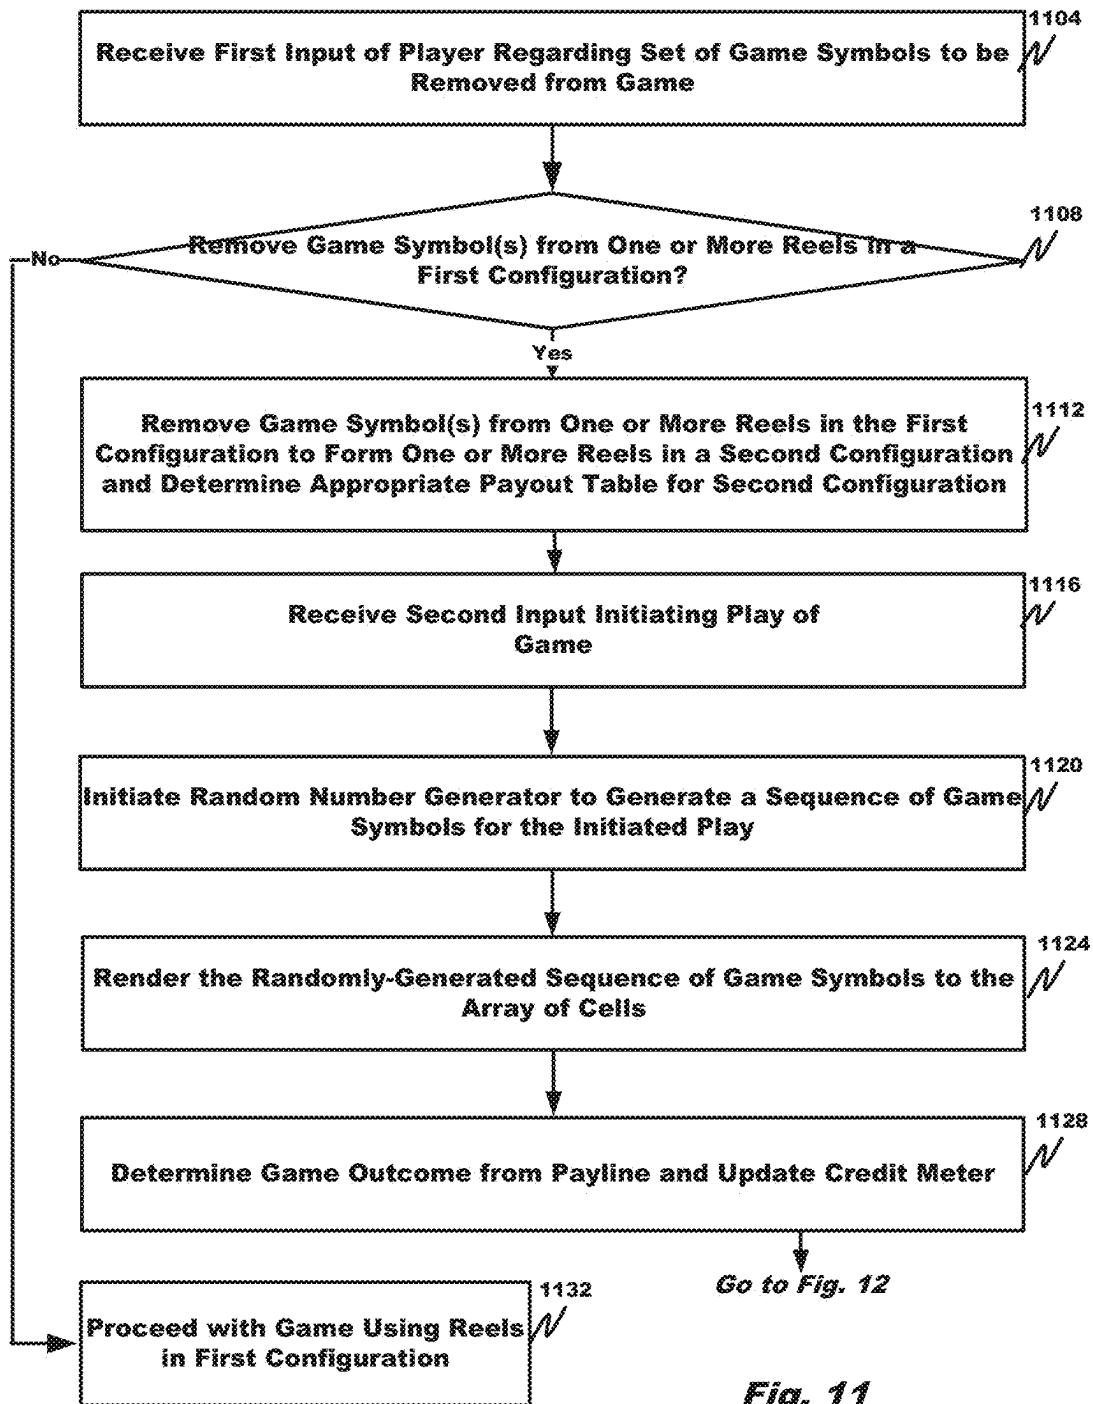 1104
Receive First Input of Player Regarding Set of Game Symbols to be
Removed from Game
1108
Remove Game Symbol(s) from One or More Reels in a
First Configuration?
No
Yes
1112
Remove Game Symbol(s) from One or More Reels in the First
Configuration to Form One or More Reels in a Second Configuration
and Determine Appropriate Payout Table for Second Configuration
1116
Receive Second Input Initiating Play of
Game
1120
Initiate Random Number Generator to Generate a Sequence of Game
Symbols for the Initiated Play
1124
Render the Randomly-Generated Sequence of Game Symbols to the
Array of Cells
1128
Determine Game Outcome from Payline and Update Credit Meter
Go to Fig. 12
1132
Proceed with Game Using Reels
in First Configuration
Fig. 11